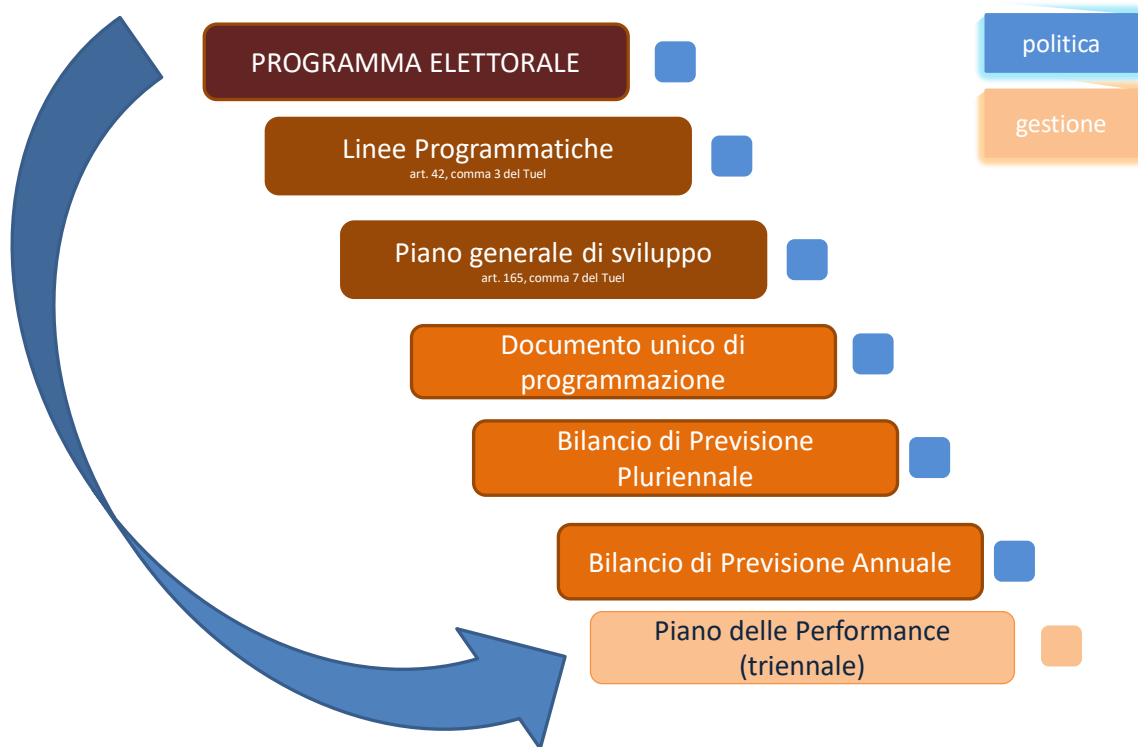 PROGRAMMA ELETTORALE
politica
gestione
Linee Programmatiche
art. 42, comma 3 del Tuel
Piano generale di sviluppo
art. 165, comma 7 del Tuel
Documento unico di
programmazione
Bilancio di Previsione
Pluriennale
Bilancio di Previsione Annuale
Piano delle Performance
(triennale)